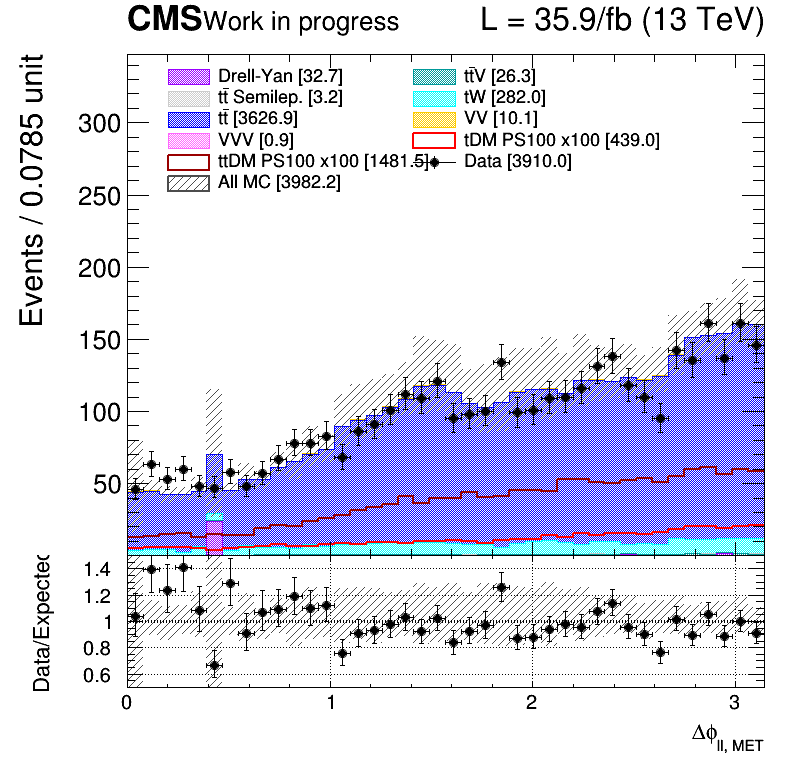 CMS Work in progress L = 35.9/fb (13 TeV)
Events / 0.0785 unit
Drell-Yan [32.7] tt̄V [26.3]
tt̄ Semilep. [3.2] tW [282.0]
tt̄ [3626.9] VV [10.1]
VVV [0.9] tDM PS100 x100 [439.0]
ttDM PS100 x100 [1481.5] Data [3910.0]
All MC [3982.2]
300
250
200
150
100
50
Data/Expected
1.4
1.2
1
0.8
0.6
0 1 2 3
Δϕll, MET